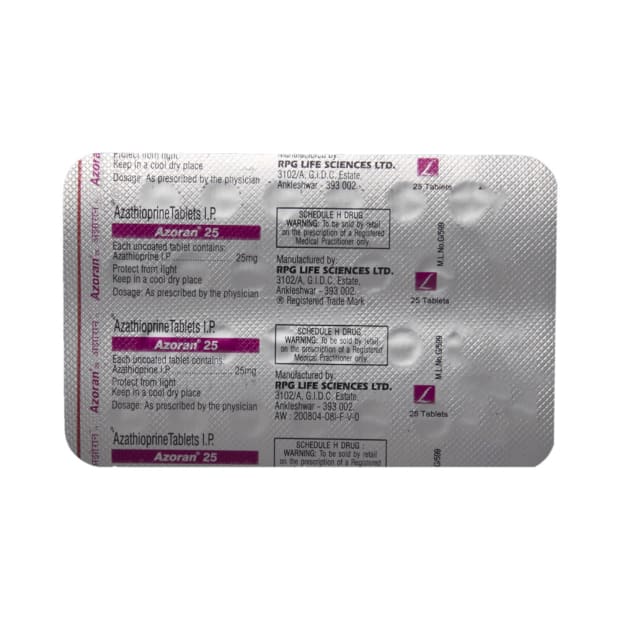 Protect from light
Keep in a cool dry place
Dosage: As prescribed by the physician
Manufactured by
RPG LIFE SCIENCES LTD.
3102/A, G.I.D.C. Estate,
Ankleshwar - 393 002.
25 Tablets
Azoran
अज़ोरान
Azathioprine Tablets I.P.
Azoran® 25
Each uncoated tablet contains:
Azathioprine I.P. .................. 25mg
Protect from light
Keep in a cool dry place
Dosage: As prescribed by the physician
SCHEDULE H DRUG :
WARNING: To be sold by retail
on the prescription of a Registered
Medical Practitioner only.
Manufactured by:
RPG LIFE SCIENCES LTD.
3102/A, G.I.D.C. Estate,
Ankleshwar - 393 002.
® Registered Trade Mark
M.L.No.G/599
25 Tablets
Azoran®
अज़ोरान
Azathioprine Tablets I.P.
Azoran® 25
Each uncoated tablet contains:
Azathioprine I.P. .................. 25mg
Protect from light
Keep in a cool dry place
Dosage: As prescribed by the physician
SCHEDULE H DRUG :
WARNING: To be sold by retail
on the prescription of a Registered
Medical Practitioner only.
Manufactured by:
RPG LIFE SCIENCES LTD.
3102/A, G.I.D.C. Estate,
Ankleshwar - 393 002.
AW : 200804-08I-F-V-0
M.L.No.G/599
25 Tablets
Azoran®
अज़ोरान
Azathioprine Tablets I.P.
Azoran® 25
SCHEDULE H DRUG :
WARNING: To be sold by retail
on the prescription of a Registered
G/599